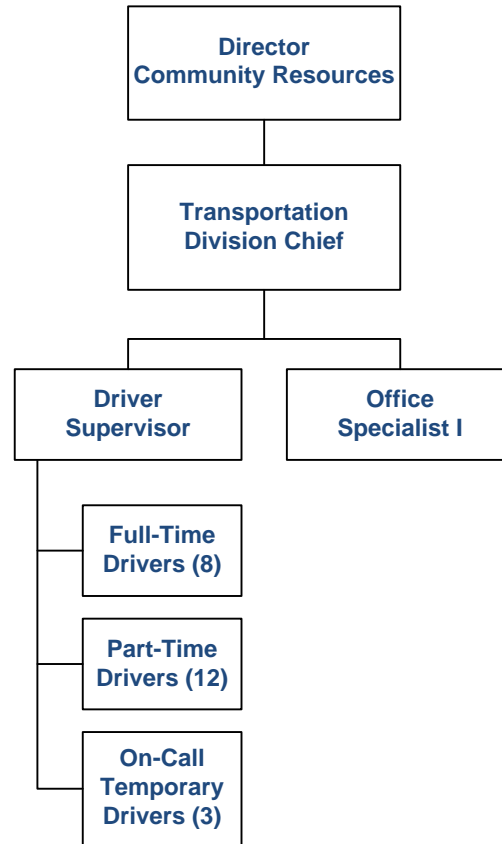 Director
Community Resources
Transportation
Division Chief
Driver
Supervisor
Office
Specialist I
Full-Time
Drivers (8)
Part-Time
Drivers (12)
On-Call
Temporary
Drivers (3)